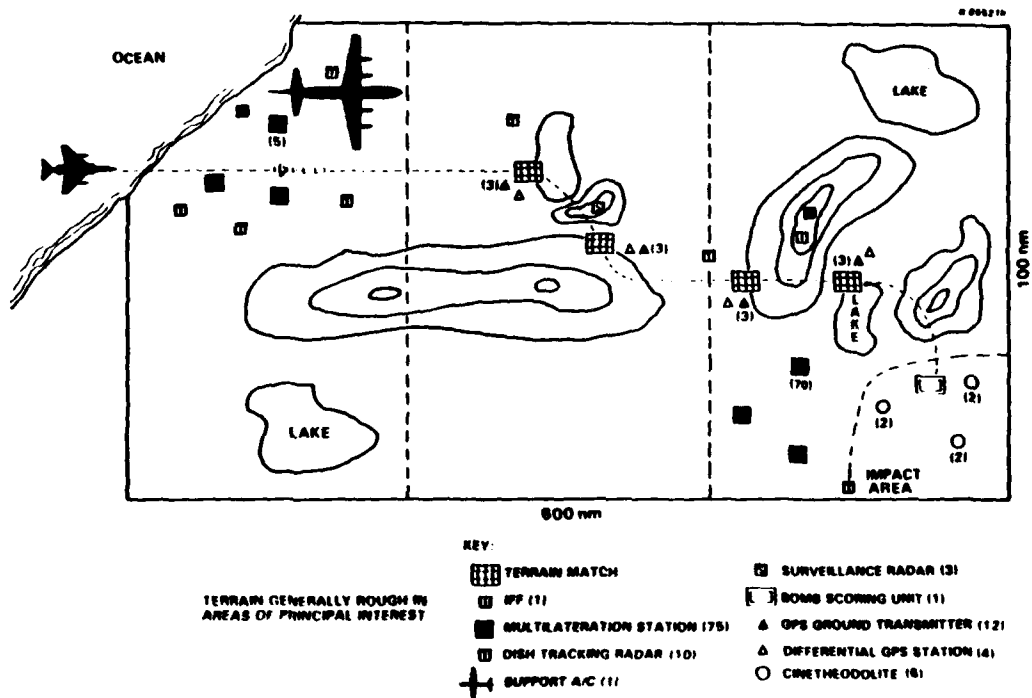 OCEAN
LAKE
(5)
(3)
(3)
(3)
(3)
LAKE
(70)
(2)
(2)
(2)
LAKE
IMPACT
AREA
100 nm
600 nm
KEY:
TERRAIN MATCH
IFF (1)
MULTILATERATION STATION (75)
DISH TRACKING RADAR (10)
SUPPORT A/C (1)
TERRAIN GENERALLY ROUGH IN
AREAS OF PRINCIPAL INTEREST
SURVEILLANCE RADAR (3)
BOMB SCORING UNIT (1)
GPS GROUND TRANSMITTER (12)
DIFFERENTIAL GPS STATION (4)
CINETHEODOLITE (6)